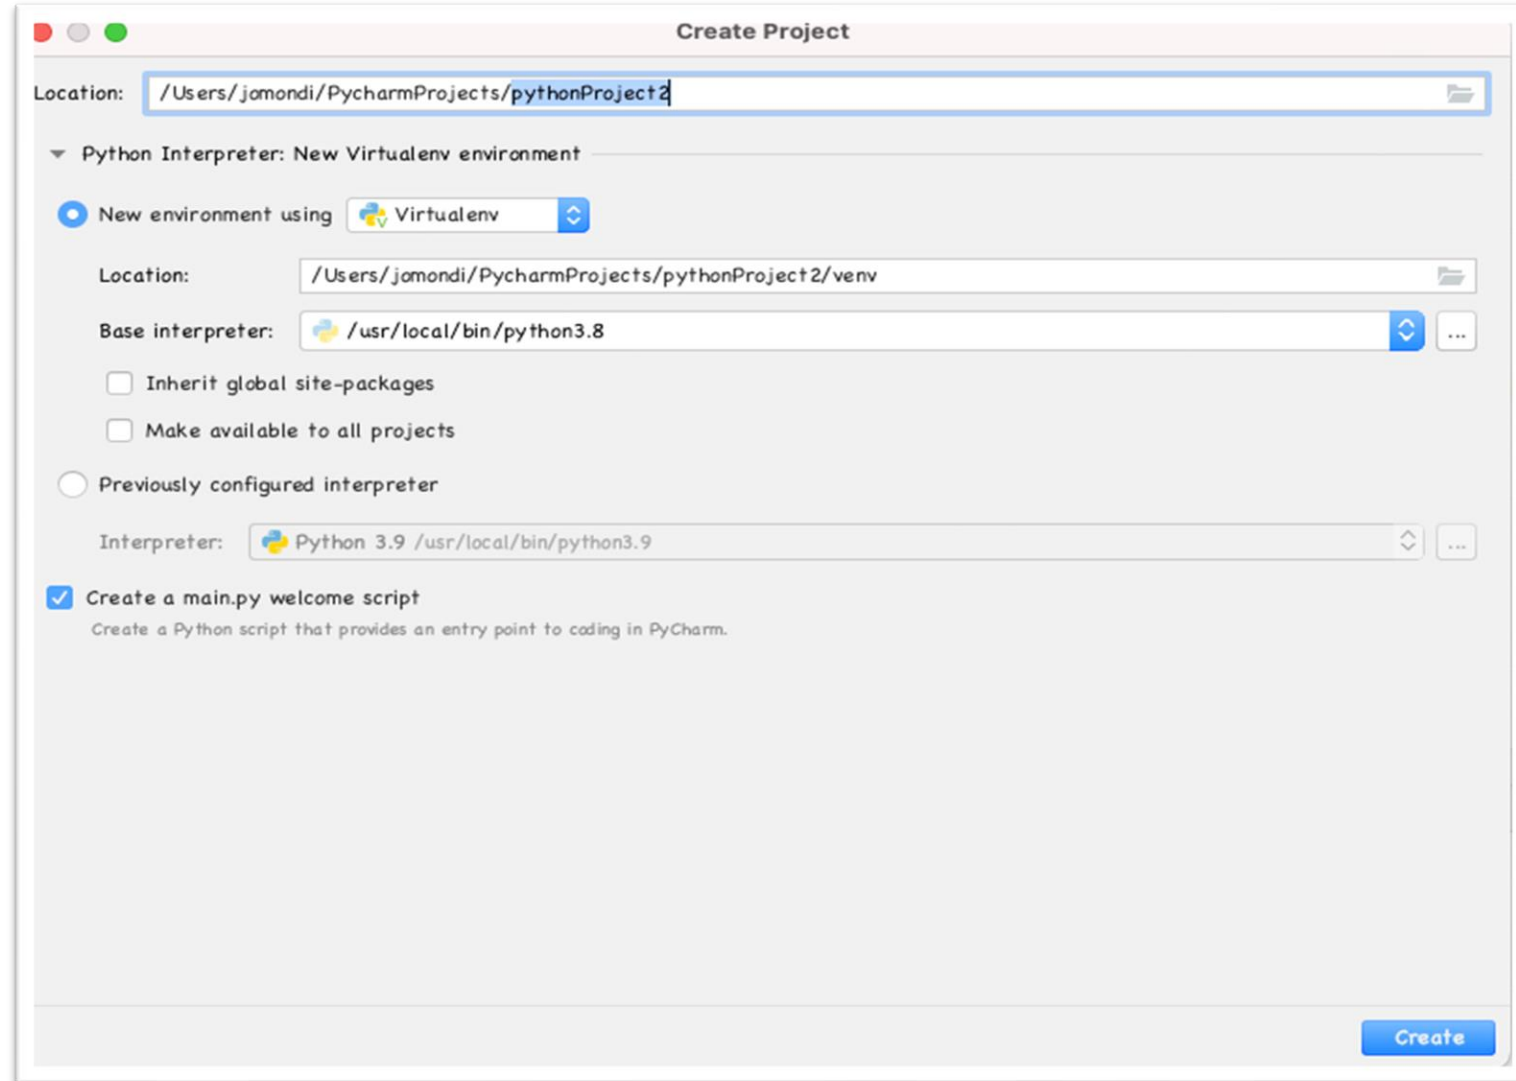 Create Project
Location: /Users/jomondi/PycharmProjects/pythonProject2
Python Interpreter: New Virtualenv environment
New environment using Virtualenv
Location: /Users/jomondi/PycharmProjects/pythonProject2/venv
Base interpreter: /usr/local/bin/python3.8 ...
Inherit global site-packages
Make available to all projects
Previously configured interpreter
Interpreter: Python 3.9 /usr/local/bin/python3.9 ...
Create a main.py welcome script
Create a Python script that provides an entry point to coding in PyCharm.
Create